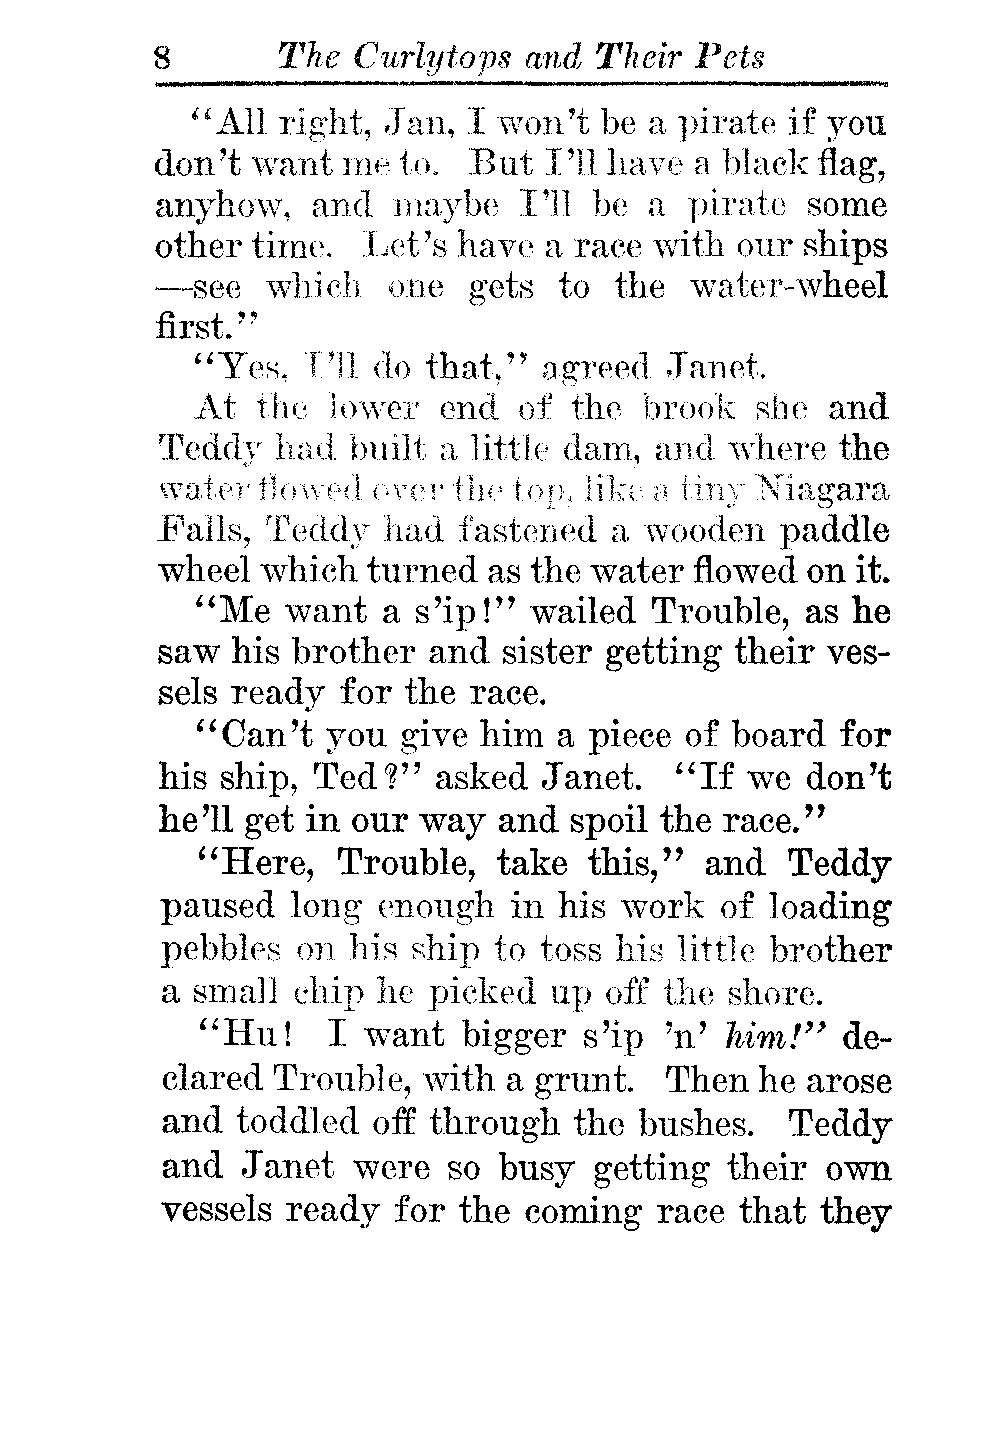 8 The Curlytops and Their Pets
“All right, Jan, I won’t be a pirate if you
don’t want me to. But I’ll have a black flag,
anyhow, and maybe I’ll be a pirate some
other time. Let’s have a race with our ships
—see which one gets to the water-wheel
first.”
“Yes, I’ll do that,” agreed Janet.
At the lower end of the brook she and
Teddy had built a little dam, and where the
water flowed over the top, like a tiny Niagara
Falls, Teddy had fastened a wooden paddle
wheel which turned as the water flowed on it.
“Me want a s’ip!” wailed Trouble, as he
saw his brother and sister getting their ves-
sels ready for the race.
“Can’t you give him a piece of board for
his ship, Ted?” asked Janet. “If we don’t
he’ll get in our way and spoil the race.”
“Here, Trouble, take this,” and Teddy
paused long enough in his work of loading
pebbles on his ship to toss his little brother
a small chip he picked up off the shore.
“Hu! I want bigger s’ip ’n’ him!” de-
clared Trouble, with a grunt. Then he arose
and toddled off through the bushes. Teddy
and Janet were so busy getting their own
vessels ready for the coming race that they